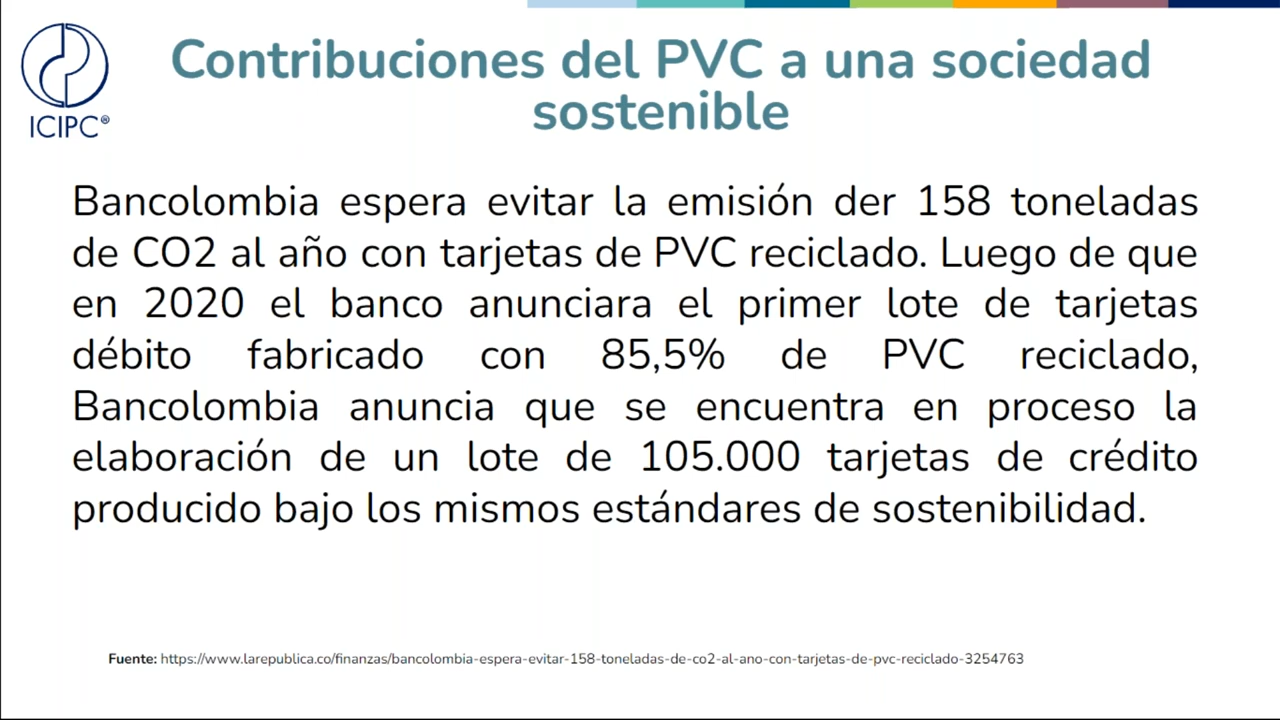 ICIPC®
Contribuciones del PVC a una sociedad
sostenible
Bancolombia espera evitar la emisión der 158 toneladas
de CO2 al año con tarjetas de PVC reciclado. Luego de que
en 2020 el banco anunciara el primer lote de tarjetas
débito fabricado con 85,5% de PVC reciclado,
Bancolombia anuncia que se encuentra en proceso la
elaboración de un lote de 105.000 tarjetas de crédito
producido bajo los mismos estándares de sostenibilidad.
Fuente: https://www.larepublica.co/finanzas/bancolombia-espera-evitar-158-toneladas-de-co2-al-ano-con-tarjetas-de-pvc-reciclado-3254763